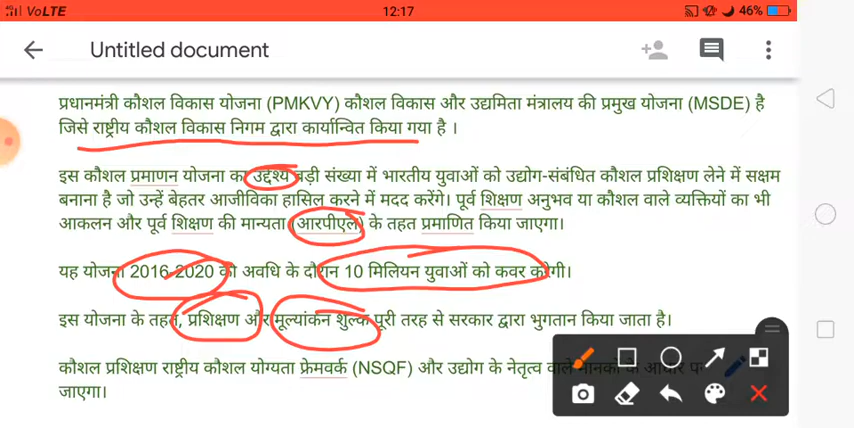 VoLTE 12:17 46%
Untitled document
प्रधानमंत्री कौशल विकास योजना (PMKVY) कौशल विकास और उद्यमिता मंत्रालय की प्रमुख योजना (MSDE) है
जिसे राष्ट्रीय कौशल विकास निगम द्वारा कार्यान्वित किया गया है ।
इस कौशल प्रमाणन योजना का उद्देश्य बड़ी संख्या में भारतीय युवाओं को उद्योग-संबंधित कौशल प्रशिक्षण लेने में सक्षम
बनाना है जो उन्हें बेहतर आजीविका हासिल करने में मदद करेंगे। पूर्व शिक्षण अनुभव या कौशल वाले व्यक्तियों का भी
आकलन और पूर्व शिक्षण की मान्यता (आरपीएल) के तहत प्रमाणित किया जाएगा।
यह योजना 2016-2020 की अवधि के दौरान 10 मिलियन युवाओं को कवर करेगी।
इस योजना के तहत, प्रशिक्षण और मूल्यांकन शुल्क पूरी तरह से सरकार द्वारा भुगतान किया जाता है।
कौशल प्रशिक्षण राष्ट्रीय कौशल योग्यता फ्रेमवर्क (NSQF) और उद्योग के नेतृत्व वाले मानकों के आधार
जाएगा।